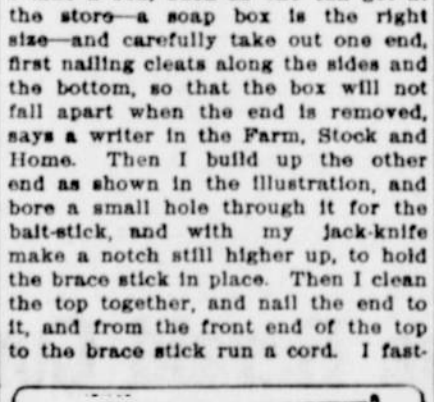 the store—a soap box is the right
size—and carefully take out one end,
first nailing cleats along the sides and
the bottom, so that the box will not
fall apart when the end is removed,
says a writer in the Farm, Stock and
Home. Then I build up the other
end as shown in the illustration, and
bore a small hole through it for the
bait-stick, and with my jack-knife
make a notch still higher up, to hold
the brace stick in place. Then I clean
the top together, and nail the end to
it, and from the front end of the top
to the brace stick run a cord. I fast-